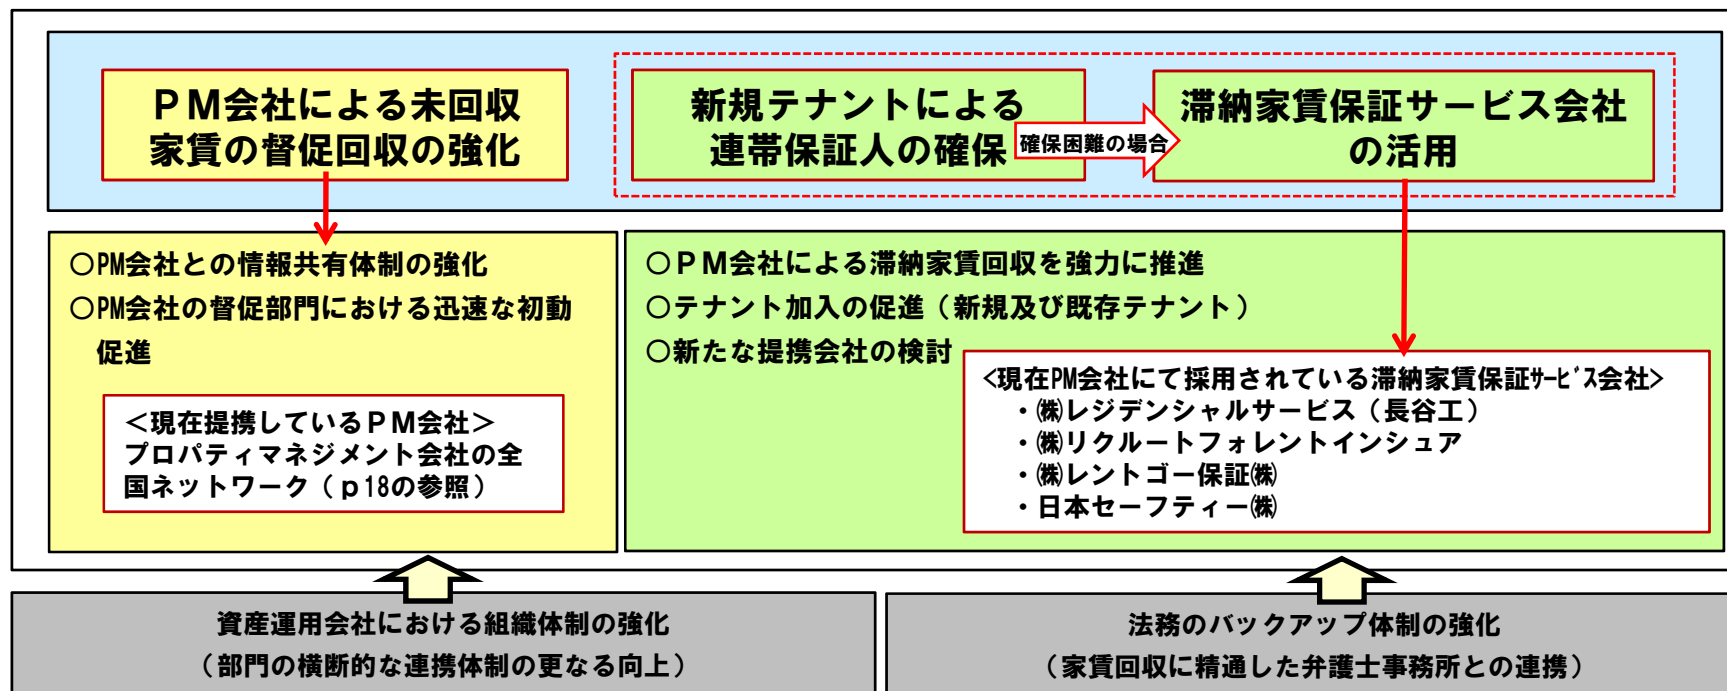 ＰＭ会社による未回収
家賃の督促回収の強化
新規テナントによる
連帯保証人の確保
確保困難の場合
滞納家賃保証サービス会社
の活用
○PM会社との情報共有体制の強化
○PM会社の督促部門における迅速な初動
促進
＜現在提携しているＰＭ会社＞
プロパティマネジメント会社の全
国ネットワーク（ｐ18の参照）
○ＰＭ会社による滞納家賃回収を強力に推進
○テナント加入の促進（新規及び既存テナント）
○新たな提携会社の検討
<現在PM会社にて採用されている滞納家賃保証ｻｰﾋﾞｽ会社>
・㈱レジデンシャルサービス（長谷工）
・㈱リクルートフォレントインシュア
・㈱レントゴー保証㈱
・日本セーフティー㈱
資産運用会社における組織体制の強化
（部門の横断的な連携体制の更なる向上）
法務のバックアップ体制の強化
（家賃回収に精通した弁護士事務所との連携）